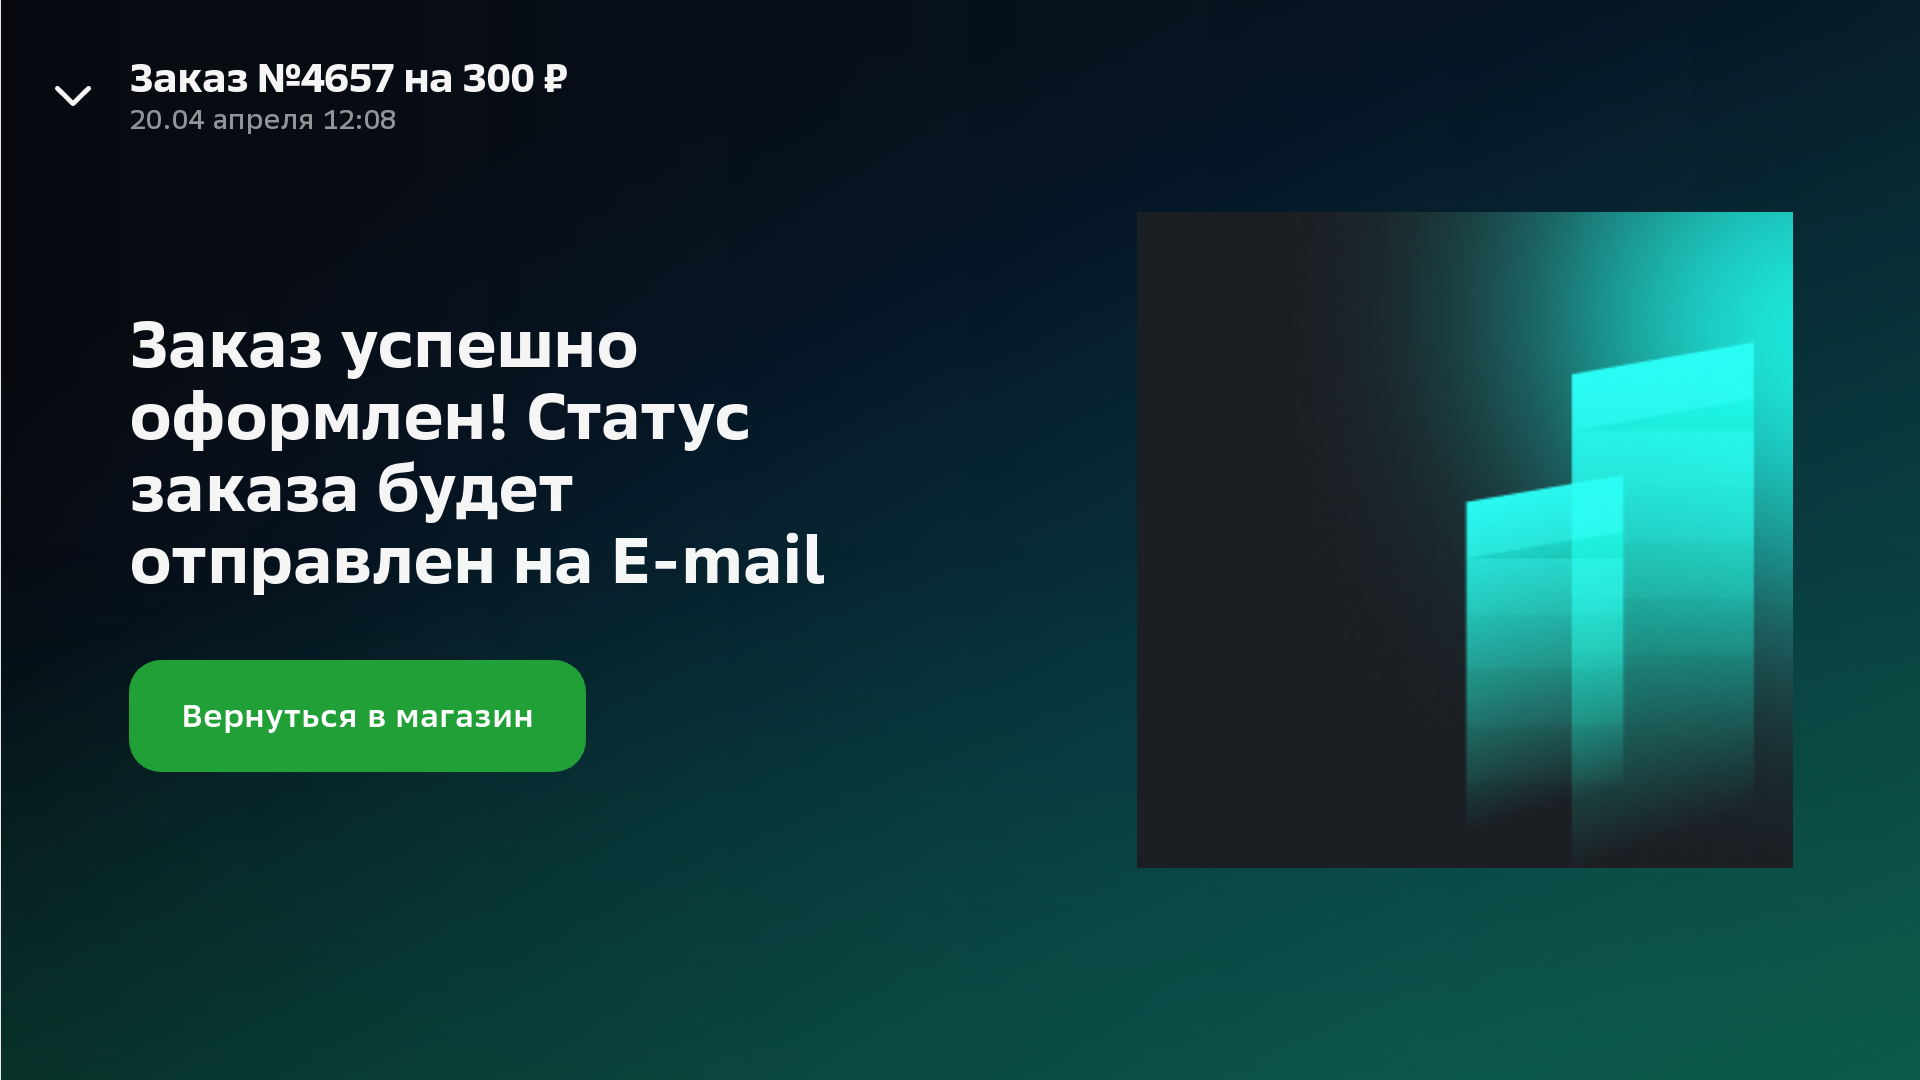 Заказ №4657 на 300 ₽
20.04 апреля 12:08
Заказ успешно
оформлен! Статус
заказа будет
отправлен на E-mail
Вернуться в магазин